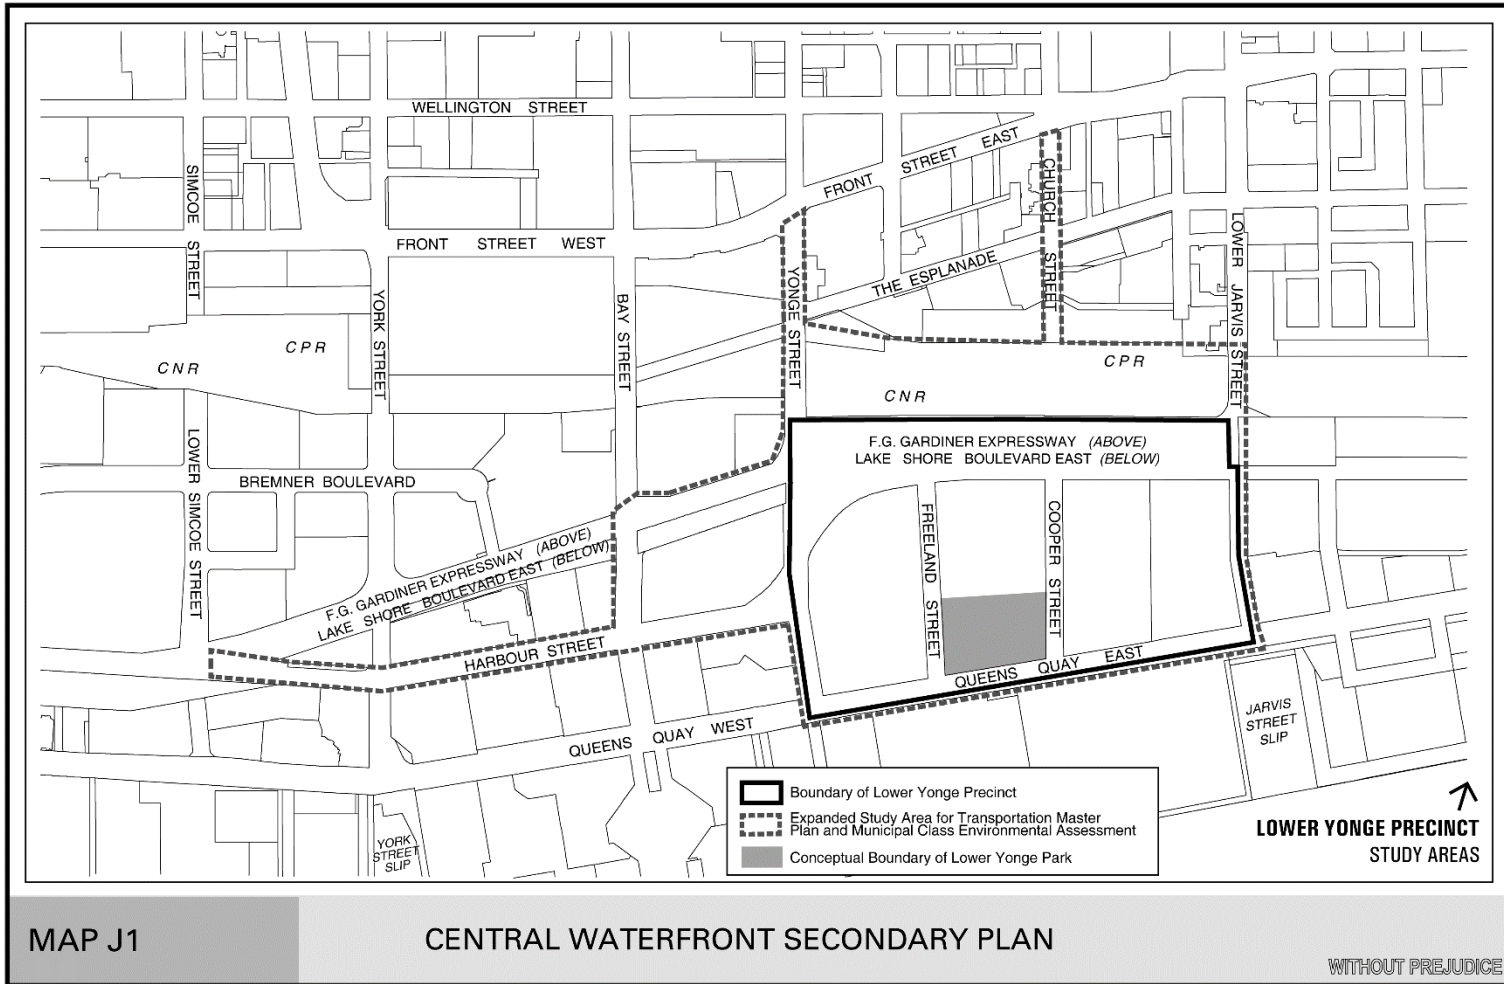 WELLINGTON STREET
FRONT STREET EAST
CHURCH STREET
SIMCOE STREET
LOWER JARVIS STREET
FRONT STREET WEST
THE ESPLANADE
YONGE STREET
YORK STREET
BAY STREET
CPR
CNR
CPR
CNR
F.G. GARDINER EXPRESSWAY (ABOVE)
LAKE SHORE BOULEVARD EAST (BELOW)
LOWER SIMCOE STREET
BREMNER BOULEVARD
FREELAND STREET
COOPER STREET
F.G. GARDINER EXPRESSWAY (ABOVE)
LAKE SHORE BOULEVARD EAST (BELOW)
HARBOUR STREET
QUEENS QUAY EAST
QUEENS QUAY WEST
JARVIS
STREET
SLIP
YORK
STREET
SLIP
Boundary of Lower Yonge Precinct
Expanded Study Area for Transportation Master
Plan and Municipal Class Environmental Assessment
Conceptual Boundary of Lower Yonge Park
LOWER YONGE PRECINCT
STUDY AREAS
MAP J1
CENTRAL WATERFRONT SECONDARY PLAN
WITHOUT PREJUDICE